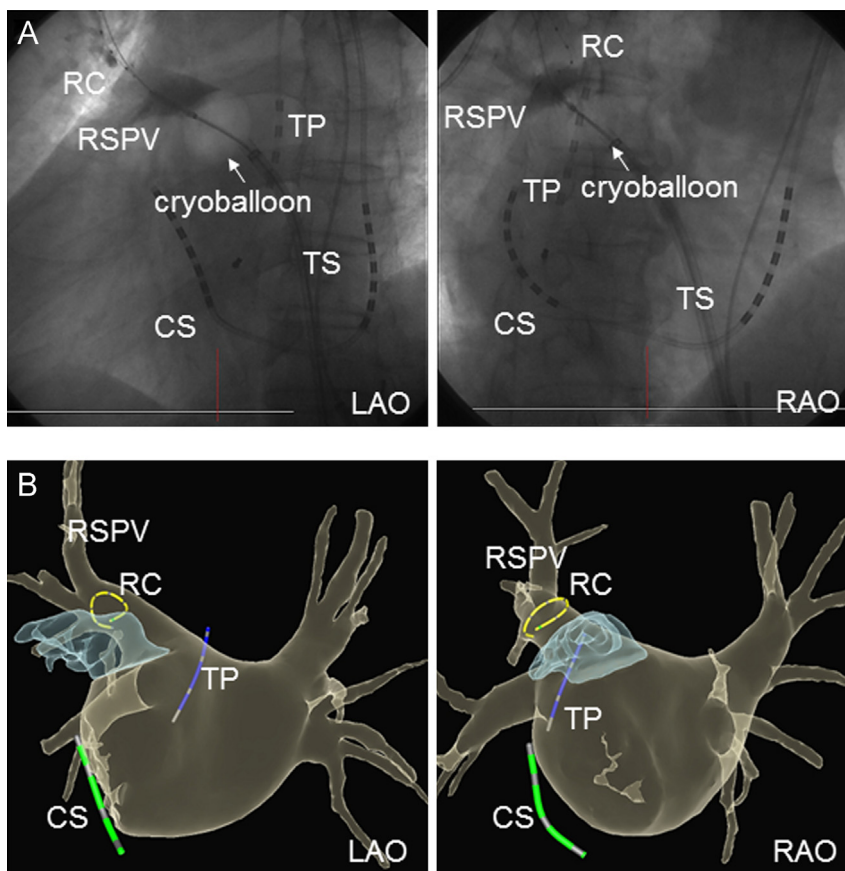 A
RC
RSPV
TP
cryoballoon
TS
CS
LAO
RC
RSPV
TP
cryoballoon
TS
CS
RAO
B
RSPV
RC
TP
CS
LAO
RSPV
RC
TP
CS
RAO